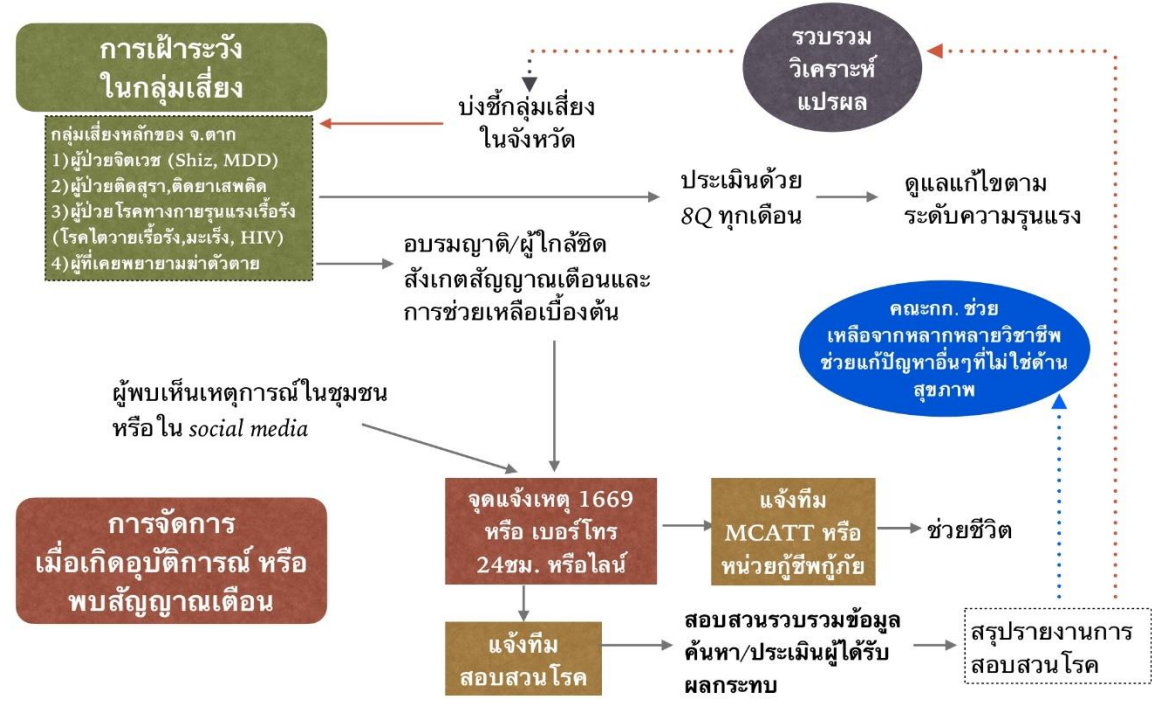 การเฝ้าระวัง
ในกลุ่มเสี่ยง
กลุ่มเสี่ยงหลักของ จ.ตาก
1)ผู้ป่วยจิตเวช (Shiz, MDD)
2)ผู้ป่วยติดสุรา,ติดยาเสพติด
3)ผู้ป่วยโรคทางกายรุนแรงเรื้อรัง
(โรคไตวายเรื้อรัง,มะเร็ง, HIV)
4)ผู้ที่เคยพยายามฆ่าตัวตาย
บ่งชี้กลุ่มเสี่ยง
ในจังหวัด
รวบรวม
วิเคราะห์
แปรผล
ประเมินด้วย
8Q ทุกเดือน
ดูแลแก้ไขตาม
ระดับความรุนแรง
อบรมญาติ/ผู้ใกล้ชิด
สังเกตสัญญาณเตือนและ
การช่วยเหลือเบื้องต้น
คณะกก. ช่วย
เหลือจากหลากหลายวิชาชีพ
ช่วยแก้ปัญหาอื่นๆที่ไม่ใช่ด้าน
สุขภาพ
ผู้พบเห็นเหตุการณ์ในชุมชน
หรือใน social media
การจัดการ
เมื่อเกิดอุบัติการณ์ หรือ
พบสัญญาณเตือน
จุดแจ้งเหตุ 1669
หรือ เบอร์โทร
24ชม. หรือไลน์
แจ้งทีม
MCATT หรือ
หน่วยกู้ชีพกู้ภัย
ช่วยชีวิต
แจ้งทีม
สอบสวนโรค
สอบสวนรวบรวมข้อมูล
ค้นหา/ประเมินผู้ได้รับ
ผลกระทบ
สรุปรายงานการ
สอบสวนโรค